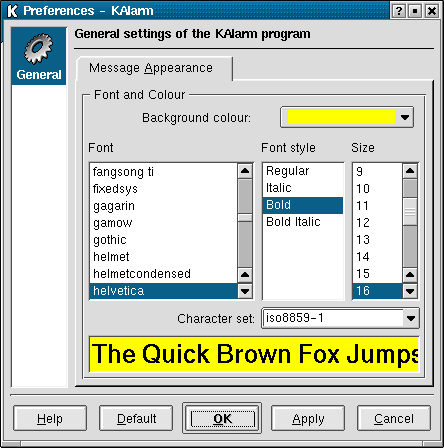 Preferences - KAlarm
General settings of the KAlarm program
General
Message Appearance
Font and Colour
Background colour:
Font
Font style
Size
fangsong ti
fixedsys
gagarin
gamow
gothic
helmet
helmetcondensed
helvetica
Regular
Italic
Bold
Bold Italic
9
10
11
12
13
14
15
16
Character set:
iso8859-1
The Quick Brown Fox Jumps
Help
Default
OK
Apply
Cancel